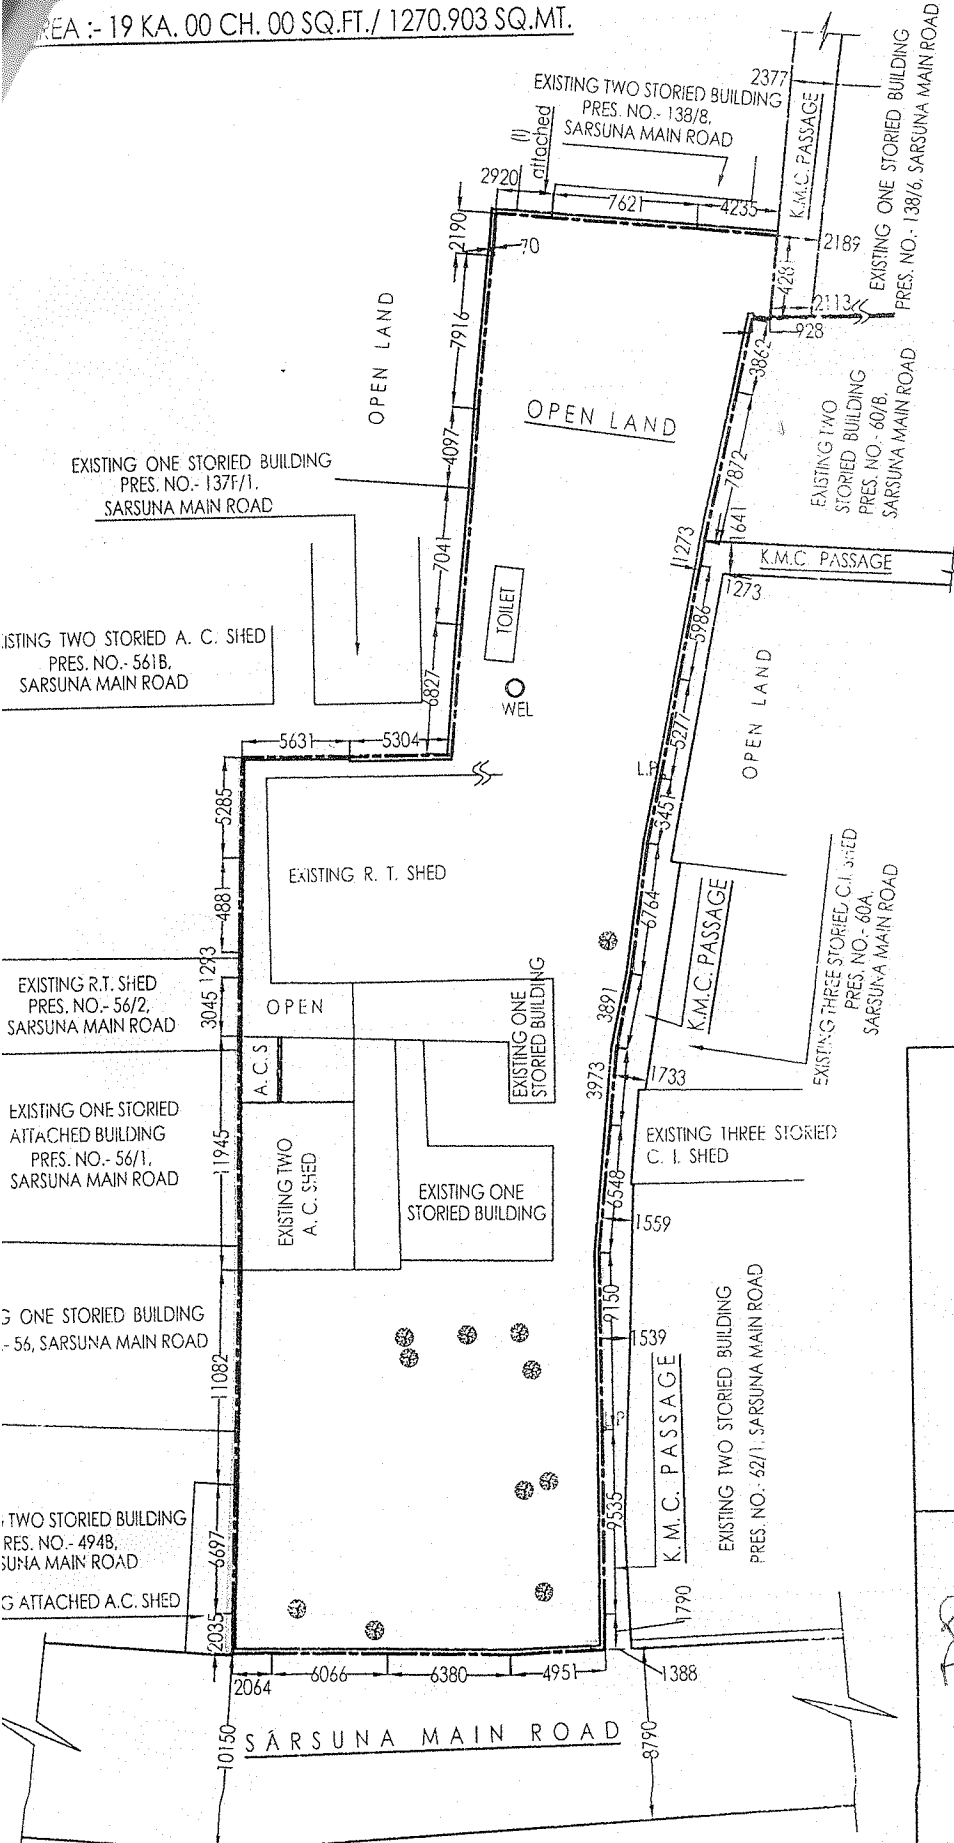 REA :- 19 KA. 00 CH. 00 SQ.FT./ 1270.903 SQ.MT.
EXISTING TWO STORIED BUILDING
PRES. NO.- 138/8,
SARSUNA MAIN ROAD
attached
2377
K.M.C. PASSAGE
EXISTING ONE STORIED BUILDING
PRES. NO.- 138/6, SARSUNA MAIN ROAD
2920
7621
4235
2190
70
2189
4281
2113
928
7916
3862
OPEN LAND
OPEN LAND
EXISTING TWO
STORIED BUILDING
PRES. NO.- 60/B,
SARSUNA MAIN ROAD
4097
7872
EXISTING ONE STORIED BUILDING
PRES. NO.- 137F/1,
SARSUNA MAIN ROAD
1641
1273
K.M.C. PASSAGE
1273
7041
TOILET
5986
ISTING TWO STORIED A. C. SHED
PRES. NO.- 561B,
SARSUNA MAIN ROAD
6827
WEL
OPEN LAND
5277
5631
5304
L.P.
5285
EXISTING R. T. SHED
6764
4881
K.M.C. PASSAGE
EXISTING THREE STORIED C.I. SHED
PRES. NO.- 60A
SARSUNA MAIN ROAD
1293
EXISTING R.T. SHED
PRES. NO.- 56/2,
SARSUNA MAIN ROAD
3045
OPEN
EXISTING ONE
STORIED BUILDING
3891
A. C. S
3973
1733
EXISTING ONE STORIED
ATTACHED BUILDING
PRES. NO.- 56/1,
SARSUNA MAIN ROAD
11945
EXISTING THREE STORIED
C. I. SHED
EXISTING TWO
A. C. SHED
EXISTING ONE
STORIED BUILDING
6548
1559
G ONE STORIED BUILDING
.- 56, SARSUNA MAIN ROAD
9150
1539
11082
K.M.C. PASSAGE
EXISTING TWO STORIED BUILDING
PRES. NO.- 62/1, SARSUNA MAIN ROAD
TWO STORIED BUILDING
RES. NO.- 494B,
SUNA MAIN ROAD
6697
9535
G ATTACHED A.C. SHED
2035
1790
2064
6066
6380
4951
1388
10150
SARSUNA MAIN ROAD
8790